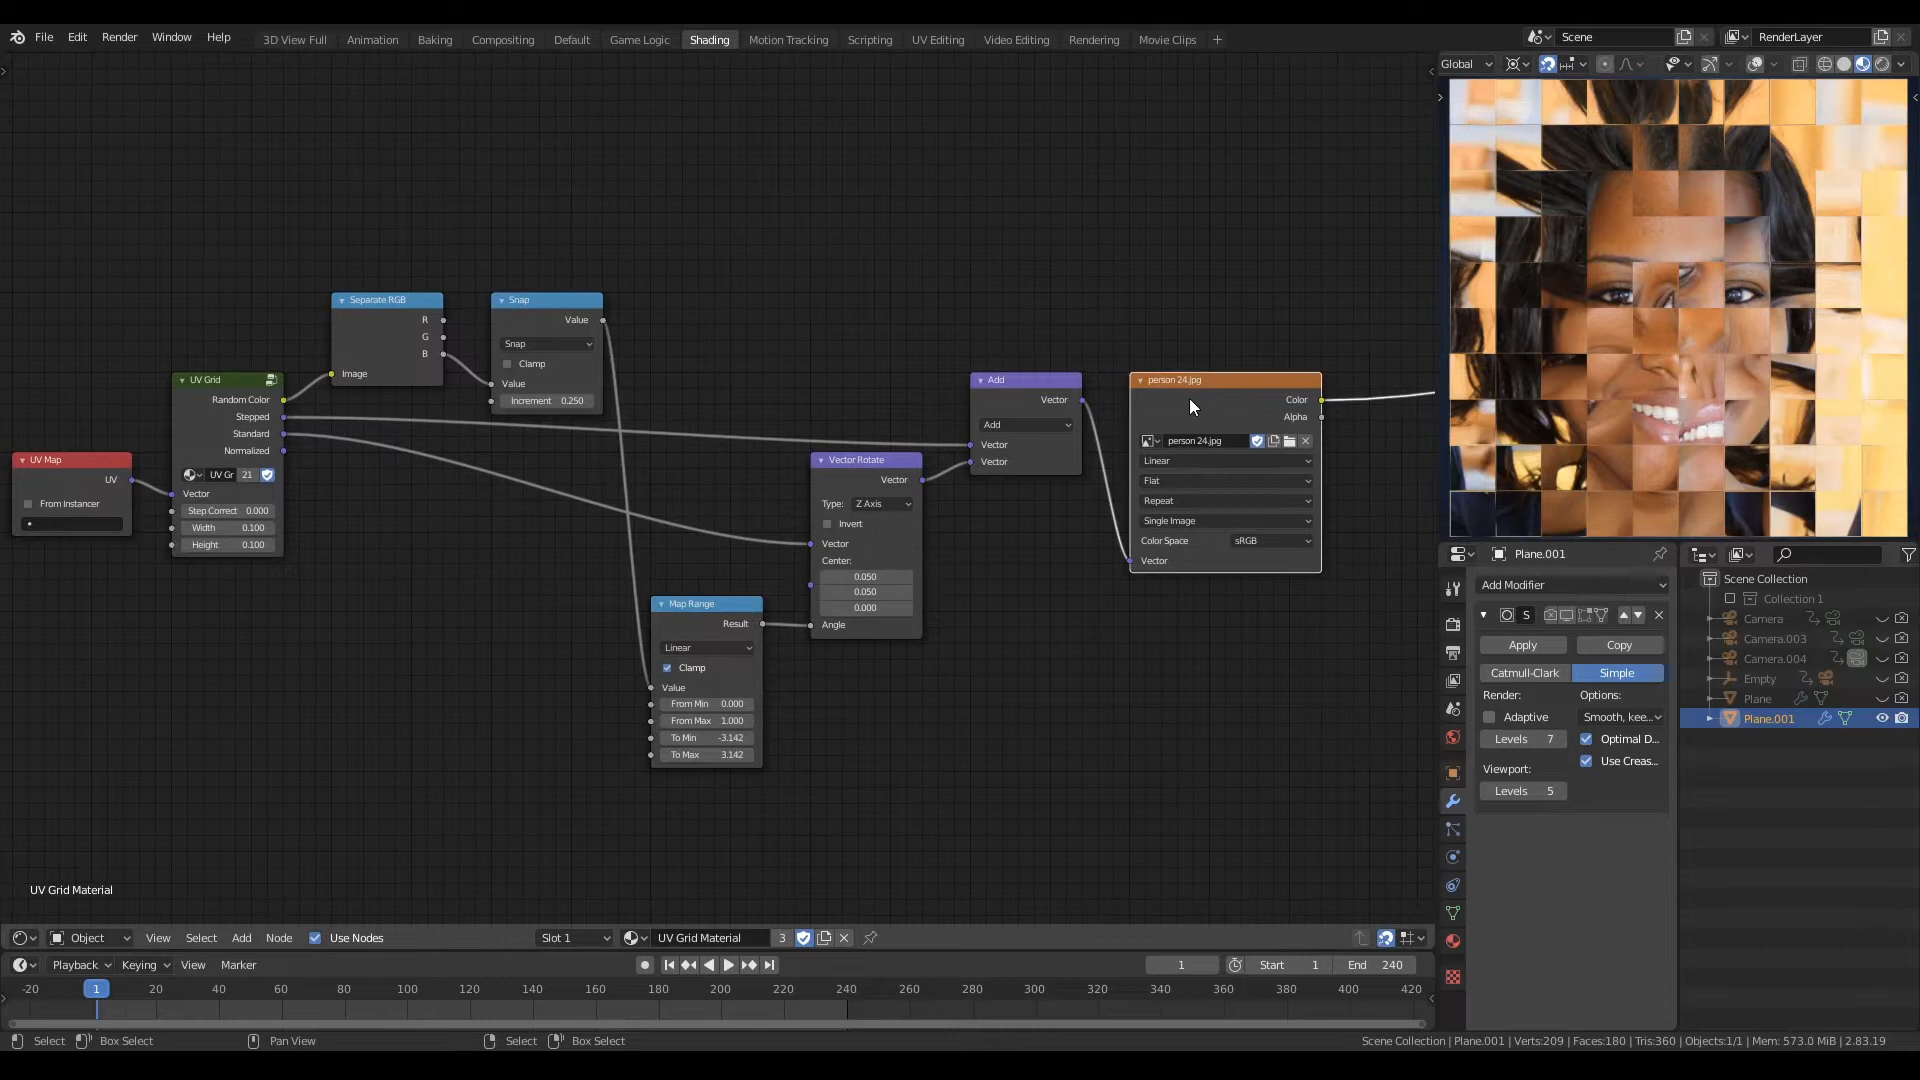 File Edit Render Window Help
3D View Full Animation Baking Compositing Default Game Logic Shading Motion Tracking Scripting UV Editing Video Editing Rendering Movie Clips +
Scene
RenderLayer
Global
Separate RGB
R
G
B
Image
Snap
Value
Snap
Clamp
Value
Increment 0.250
UV Grid
Random Color
Stepped
Standard
Normalized
UV Gr 21
Vector
Step Correct 0.000
Width 0.100
Height 0.100
UV Map
UV
From Instancer
Map Range
Result
Linear
Clamp
Value
From Min 0.000
From Max 1.000
To Min -3.142
To Max 3.142
Vector Rotate
Vector
Type: Z Axis
Invert
Vector
Center:
0.050
0.050
0.000
Angle
Add
Vector
Add
Vector
Vector
person 24.jpg
Color
Alpha
person 24.jpg
Linear
Flat
Repeat
Single Image
Color Space sRGB
Vector
UV Grid Material
Plane.001
Add Modifier
S
Apply Copy
Catmull-Clark Simple
Render: Options:
Adaptive Smooth, kee...
Levels 7 Optimal D...
Viewport: Use Creas...
Levels 5
Scene Collection
Collection 1
Camera
Camera.003
Camera.004
Empty
Plane
Plane.001
Object View Select Add Node Use Nodes Slot 1 UV Grid Material 3
Playback Keying View Marker 1 Start 1 End 240
-20 1 20 40 60 80 100 120 140 160 180 200 220 240 260 280 300 320 340 360 380 400 420
Select Box Select Pan View Select Box Select Scene Collection | Plane.001 | Verts:209 | Faces:180 | Tris:360 | Objects:1/1 | Mem: 573.0 MiB | 2.83.19